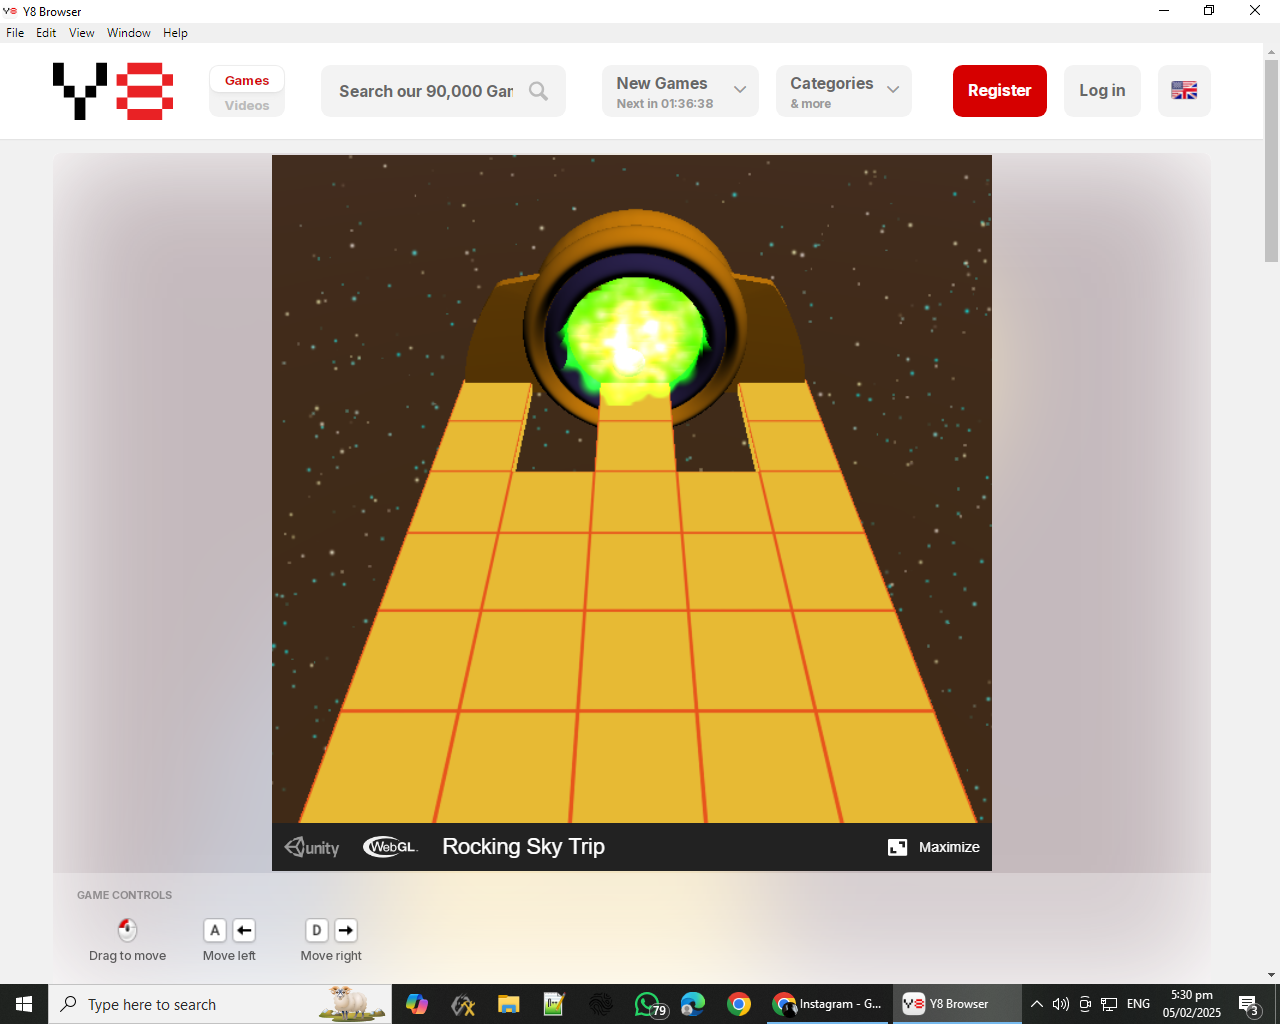 Y8 Browser
File Edit View Window Help
Y8
Games
Videos
Search our 90,000 Gam
New Games
Next in 01:36:38
Categories
& more
Register
Log in
unity
WebGL
Rocking Sky Trip
Maximize
GAME CONTROLS
A
D
Drag to move
Move left
Move right
Type here to search
79
Instagram - G...
Y8 Browser
ENG
5:30 pm
05/02/2025
3